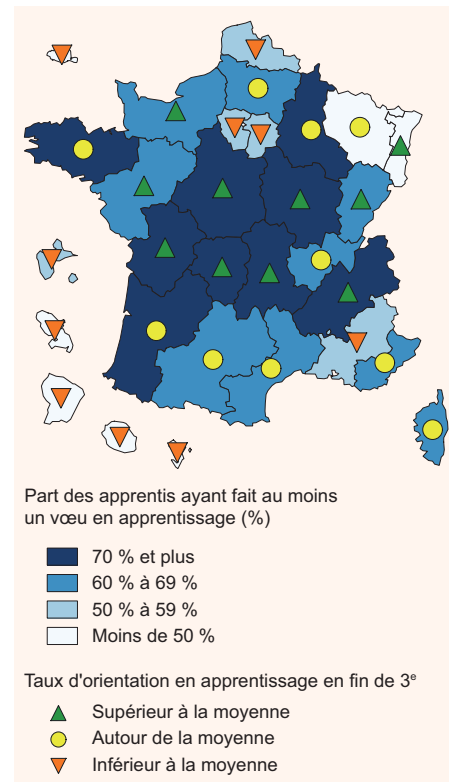 Part des apprentis ayant fait au moins
un vœu en apprentissage (%)
70 % et plus
60 % à 69 %
50 % à 59 %
Moins de 50 %
Taux d'orientation en apprentissage en fin de 3e
Supérieur à la moyenne
Autour de la moyenne
Inférieur à la moyenne